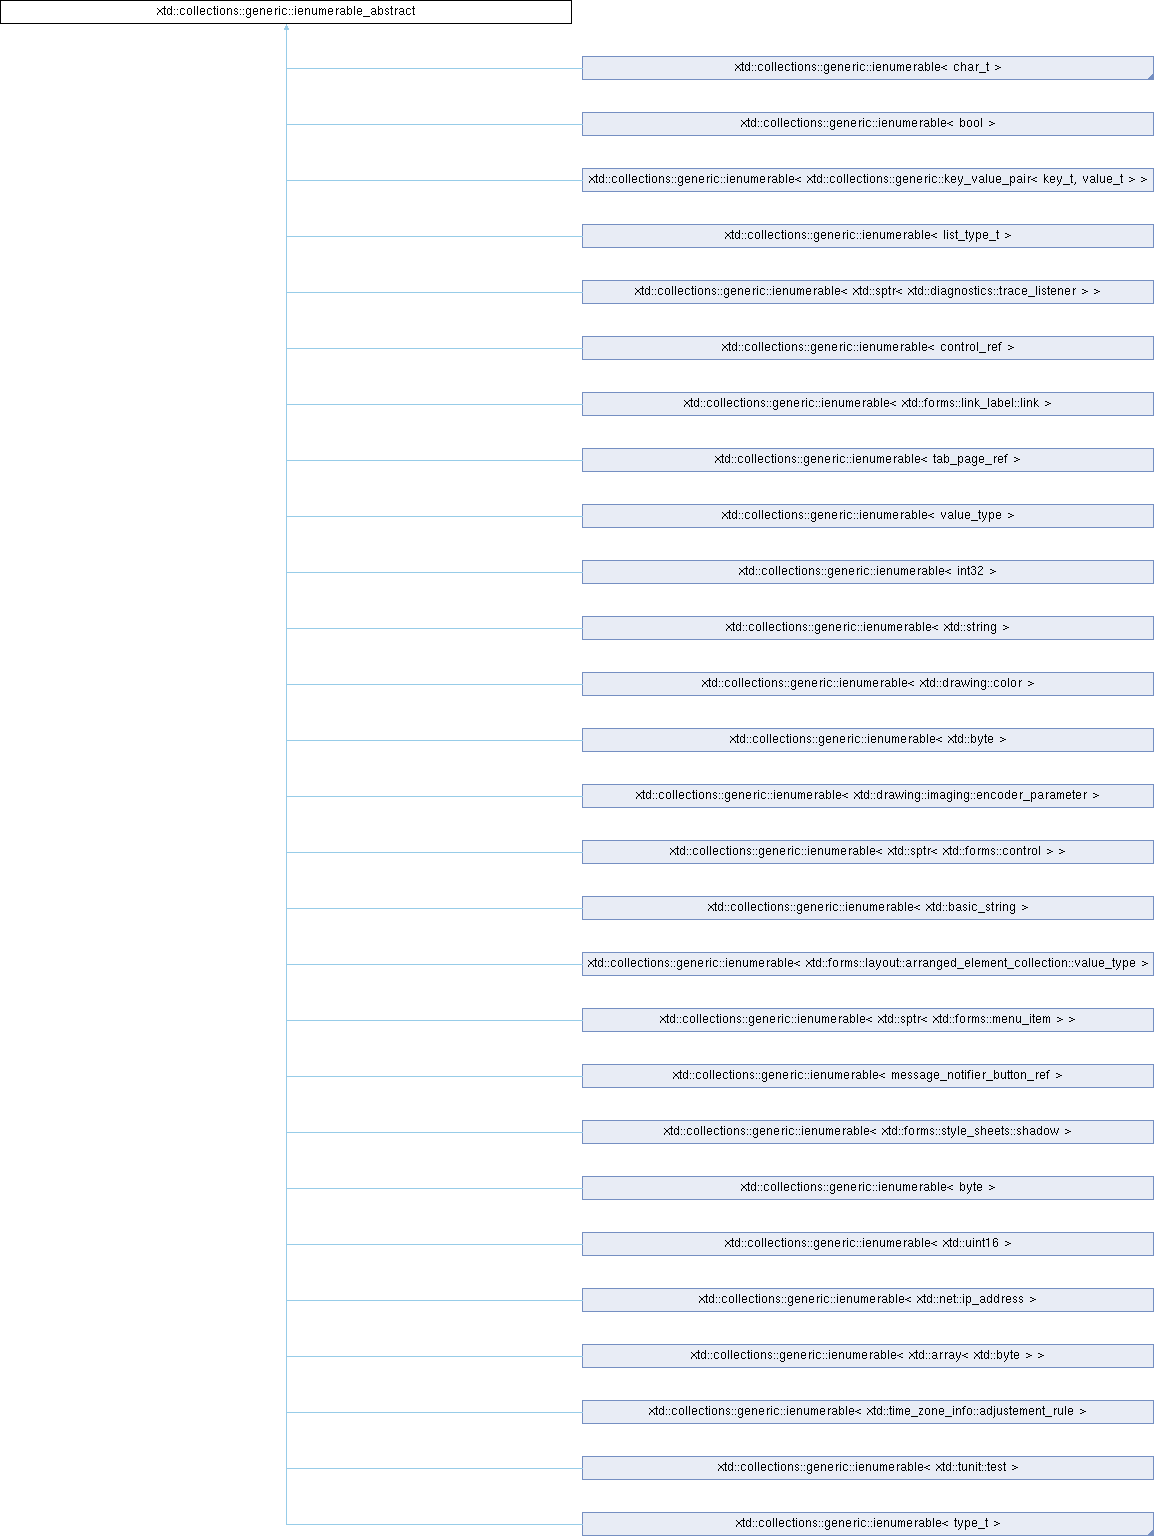 xtd::collections::generic::ienumerable_abstract
xtd::collections::generic::ienumerable< char_t >
xtd::collections::generic::ienumerable< bool >
xtd::collections::generic::ienumerable< xtd::collections::generic::key_value_pair< key_t, value_t > >
xtd::collections::generic::ienumerable< list_type_t >
xtd::collections::generic::ienumerable< xtd::sptr< xtd::diagnostics::trace_listener > >
xtd::collections::generic::ienumerable< control_ref >
xtd::collections::generic::ienumerable< xtd::forms::link_label::link >
xtd::collections::generic::ienumerable< tab_page_ref >
xtd::collections::generic::ienumerable< value_type >
xtd::collections::generic::ienumerable< int32 >
xtd::collections::generic::ienumerable< xtd::string >
xtd::collections::generic::ienumerable< xtd::drawing::color >
xtd::collections::generic::ienumerable< xtd::byte >
xtd::collections::generic::ienumerable< xtd::drawing::imaging::encoder_parameter >
xtd::collections::generic::ienumerable< xtd::sptr< xtd::forms::control > >
xtd::collections::generic::ienumerable< xtd::basic_string >
xtd::collections::generic::ienumerable< xtd::forms::layout::arranged_element_collection::value_type >
xtd::collections::generic::ienumerable< xtd::sptr< xtd::forms::menu_item > >
xtd::collections::generic::ienumerable< message_notifier_button_ref >
xtd::collections::generic::ienumerable< xtd::forms::style_sheets::shadow >
xtd::collections::generic::ienumerable< byte >
xtd::collections::generic::ienumerable< xtd::uint16 >
xtd::collections::generic::ienumerable< xtd::net::ip_address >
xtd::collections::generic::ienumerable< xtd::array< xtd::byte > >
xtd::collections::generic::ienumerable< xtd::time_zone_info::adjustement_rule >
xtd::collections::generic::ienumerable< xtd::tunit::test >
xtd::collections::generic::ienumerable< type_t >